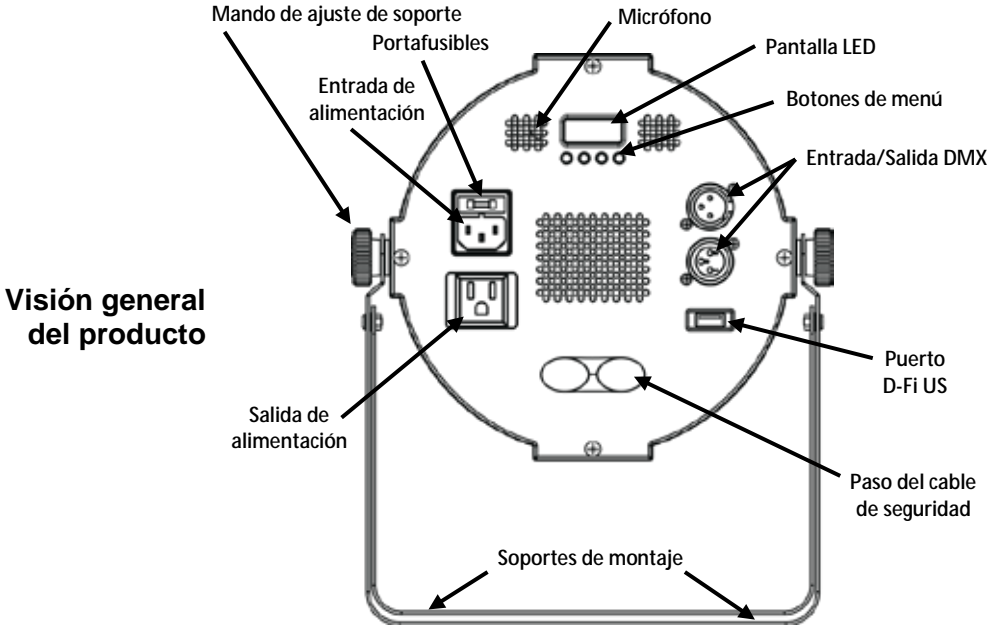 Mando de ajuste de soporte
Portafusibles
Entrada de
alimentación
Micrófono
Pantalla LED
Botones de menú
Entrada/Salida DMX
Visión general
del producto
Puerto
D-Fi US
Salida de
alimentación
Paso del cable
de seguridad
Soportes de montaje